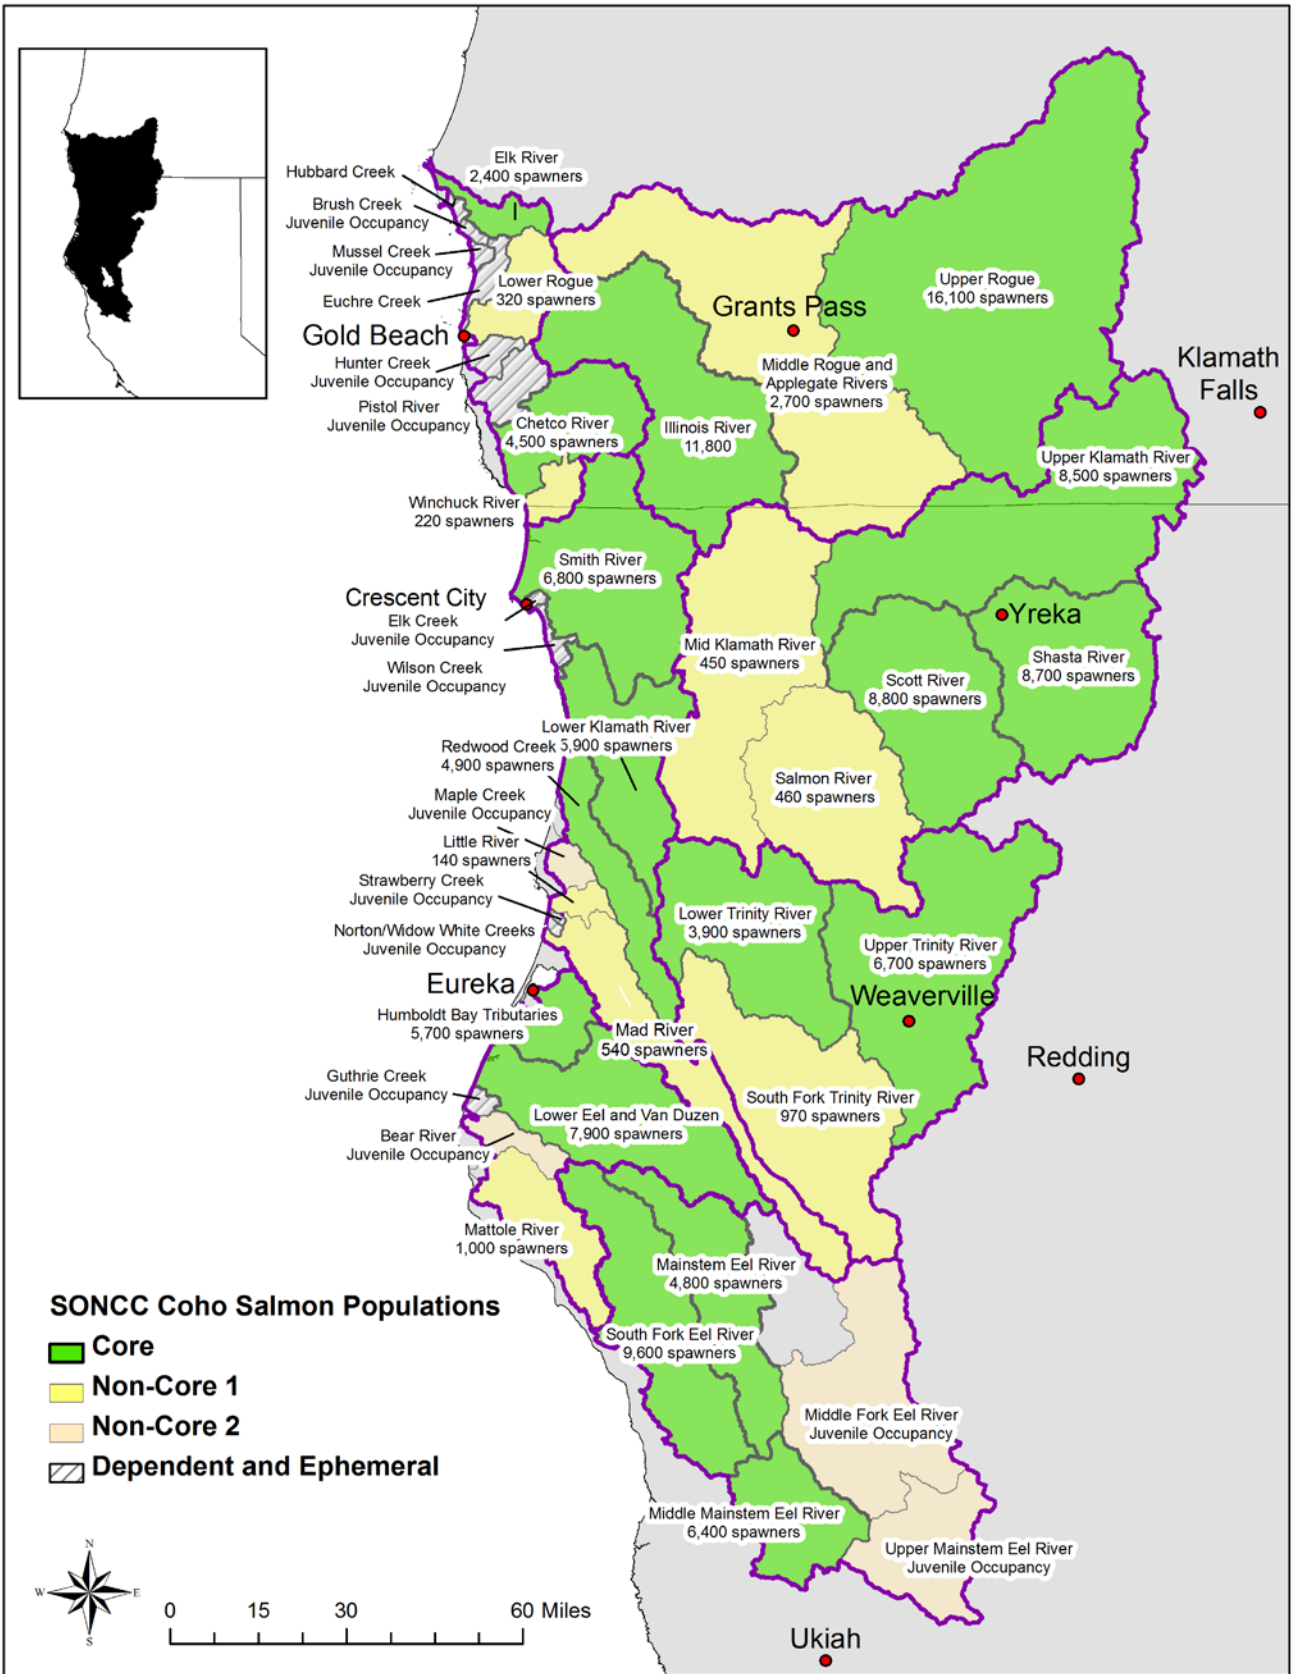 Elk River
2,400 spawners
Hubbard Creek
Brush Creek
Juvenile Occupancy
Mussel Creek
Juvenile Occupancy
Euchre Creek
Lower Rogue
320 spawners
Upper Rogue
16,100 spawners
Grants Pass
Gold Beach
Hunter Creek
Juvenile Occupancy
Middle Rogue and
Applegate Rivers
2,700 spawners
Klamath
Falls
Pistol River
Juvenile Occupancy
Chetco River
4,500 spawners
Illinois River
11,800
Upper Klamath River
8,500 spawners
Winchuck River
220 spawners
Smith River
6,800 spawners
Crescent City
Elk Creek
Juvenile Occupancy
Yreka
Wilson Creek
Juvenile Occupancy
Mid Klamath River
450 spawners
Scott River
8,800 spawners
Shasta River
8,700 spawners
Lower Klamath River
5,900 spawners
Redwood Creek
4,900 spawners
Salmon River
460 spawners
Maple Creek
Juvenile Occupancy
Little River
140 spawners
Strawberry Creek
Juvenile Occupancy
Norton/Widow White Creeks
Juvenile Occupancy
Lower Trinity River
3,900 spawners
Upper Trinity River
6,700 spawners
Weaverville
Eureka
Humboldt Bay Tributaries
5,700 spawners
Mad River
540 spawners
Redding
Guthrie Creek
Juvenile Occupancy
South Fork Trinity River
970 spawners
Lower Eel and Van Duzen
7,900 spawners
Bear River
Juvenile Occupancy
Mattole River
1,000 spawners
Mainstem Eel River
4,800 spawners
South Fork Eel River
9,600 spawners
Middle Fork Eel River
Juvenile Occupancy
Middle Mainstem Eel River
6,400 spawners
Upper Mainstem Eel River
Juvenile Occupancy
Ukiah
SONCC Coho Salmon Populations
Core
Non-Core 1
Non-Core 2
Dependent and Ephemeral
N
W E
S
0 15 30 60 Miles